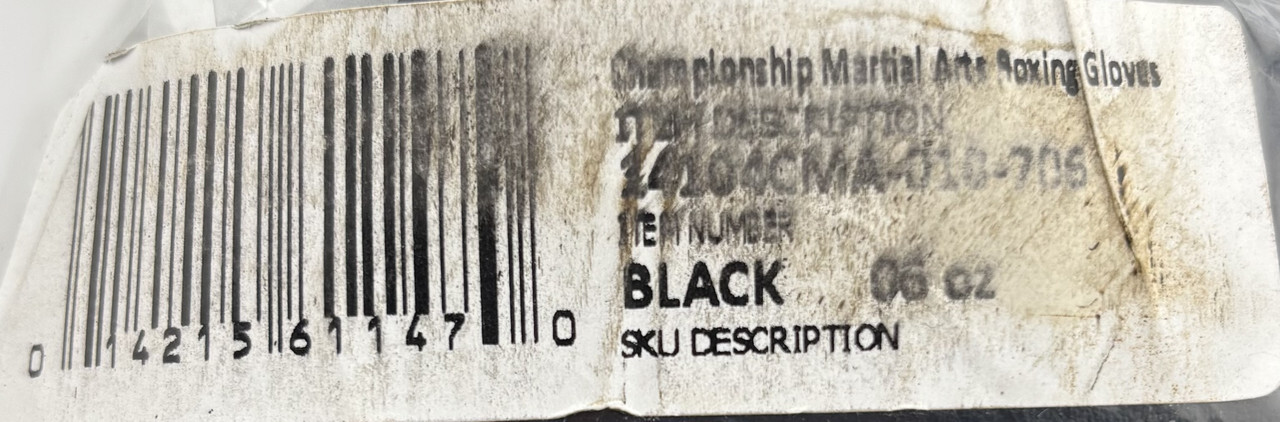 Championship Martial Arts Boxing Gloves
ITEM DESCRIPTION
ITEM NUMBER
BLACK 06 oz
SKU DESCRIPTION
0 14215 61147 0